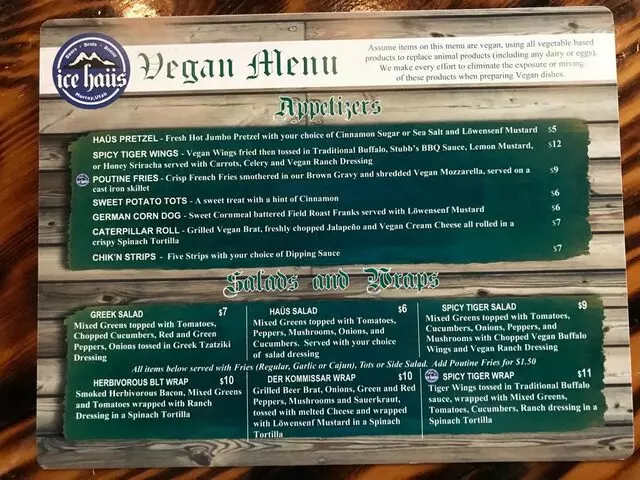 Beers • Brats • Bones
ice haüs
Murray, Utah
Vegan Menu
Assume items on this menu are vegan, using all vegetable based
products to replace animal products (including any dairy or eggs).
We make every effort to eliminate the exposure or mixing
of these products when preparing Vegan dishes.
Appetizers
HAÜS PRETZEL - Fresh Hot Jumbo Pretzel with your choice of Cinnamon Sugar or Sea Salt and Löwensenf Mustard $5
SPICY TIGER WINGS - Vegan Wings fried then tossed in Traditional Buffalo, Stubb's BBQ Sauce, Lemon Mustard, $12
or Honey Sriracha served with Carrots, Celery and Vegan Ranch Dressing
POUTINE FRIES - Crisp French Fries smothered in our Brown Gravy and shredded Vegan Mozzarella, served on a $9
cast iron skillet
SWEET POTATO TOTS - A sweet treat with a hint of Cinnamon $6
GERMAN CORN DOG - Sweet Cornmeal battered Field Roast Franks served with Löwensenf Mustard $6
CATERPILLAR ROLL - Grilled Vegan Brat, freshly chopped Jalapeño and Vegan Cream Cheese all rolled in a $7
crispy Spinach Tortilla
CHIK'N STRIPS - Five Strips with your choice of Dipping Sauce $7
Salads and Wraps
GREEK SALAD $7
Mixed Greens topped with Tomatoes,
Chopped Cucumbers, Red and Green
Peppers, Onions tossed in Greek Tzatziki
Dressing
HAÜS SALAD $6
Mixed Greens topped with Tomatoes,
Peppers, Mushrooms, Onions, and
Cucumbers. Served with your choice
of salad dressing
SPICY TIGER SALAD $9
Mixed Greens topped with Tomatoes,
Cucumbers, Onions, Peppers, and
Mushrooms with Chopped Vegan Buffalo
Wings and Vegan Ranch Dressing
All items below served with Fries (Regular, Garlic or Cajun), Tots or Side Salad. Add Poutine Fries for $1.50
HERBIVOROUS BLT WRAP $10
Smoked Herbivorous Bacon, Mixed Greens
and Tomatoes wrapped with Ranch
Dressing in a Spinach Tortilla
DER KOMMISSAR WRAP $10
Grilled Beer Brat, Onions, Green and Red
Peppers, Mushrooms and Sauerkraut,
tossed with melted Cheese and wrapped
with Löwensenf Mustard in a Spinach
Tortilla
SPICY TIGER WRAP $11
Tiger Wings tossed in Traditional Buffalo
sauce, wrapped with Mixed Greens,
Tomatoes, Cucumbers, Ranch dressing in a
Spinach Tortilla